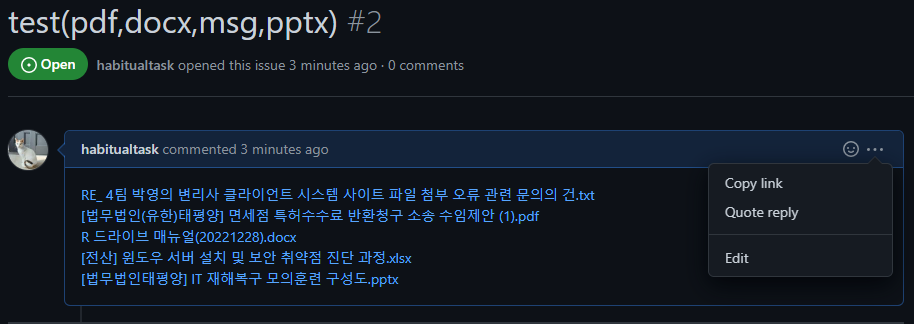 test(pdf,docx,msg,pptx) #2
Open habitualtask opened this issue 3 minutes ago · 0 comments
habitualtask commented 3 minutes ago
Copy link
Quote reply
Edit
RE_ 4팀 박영의 변리사 클라이언트 시스템 사이트 파일 첨부 오류 관련 문의의 건.txt
[법무법인(유한)태평양] 면세점 특허수수료 반환청구 소송 수임제안 (1).pdf
R 드라이브 매뉴얼(20221228).docx
[전산] 윈도우 서버 설치 및 보안 취약점 진단 과정.xlsx
[법무법인태평양] IT 재해복구 모의훈련 구성도.pptx